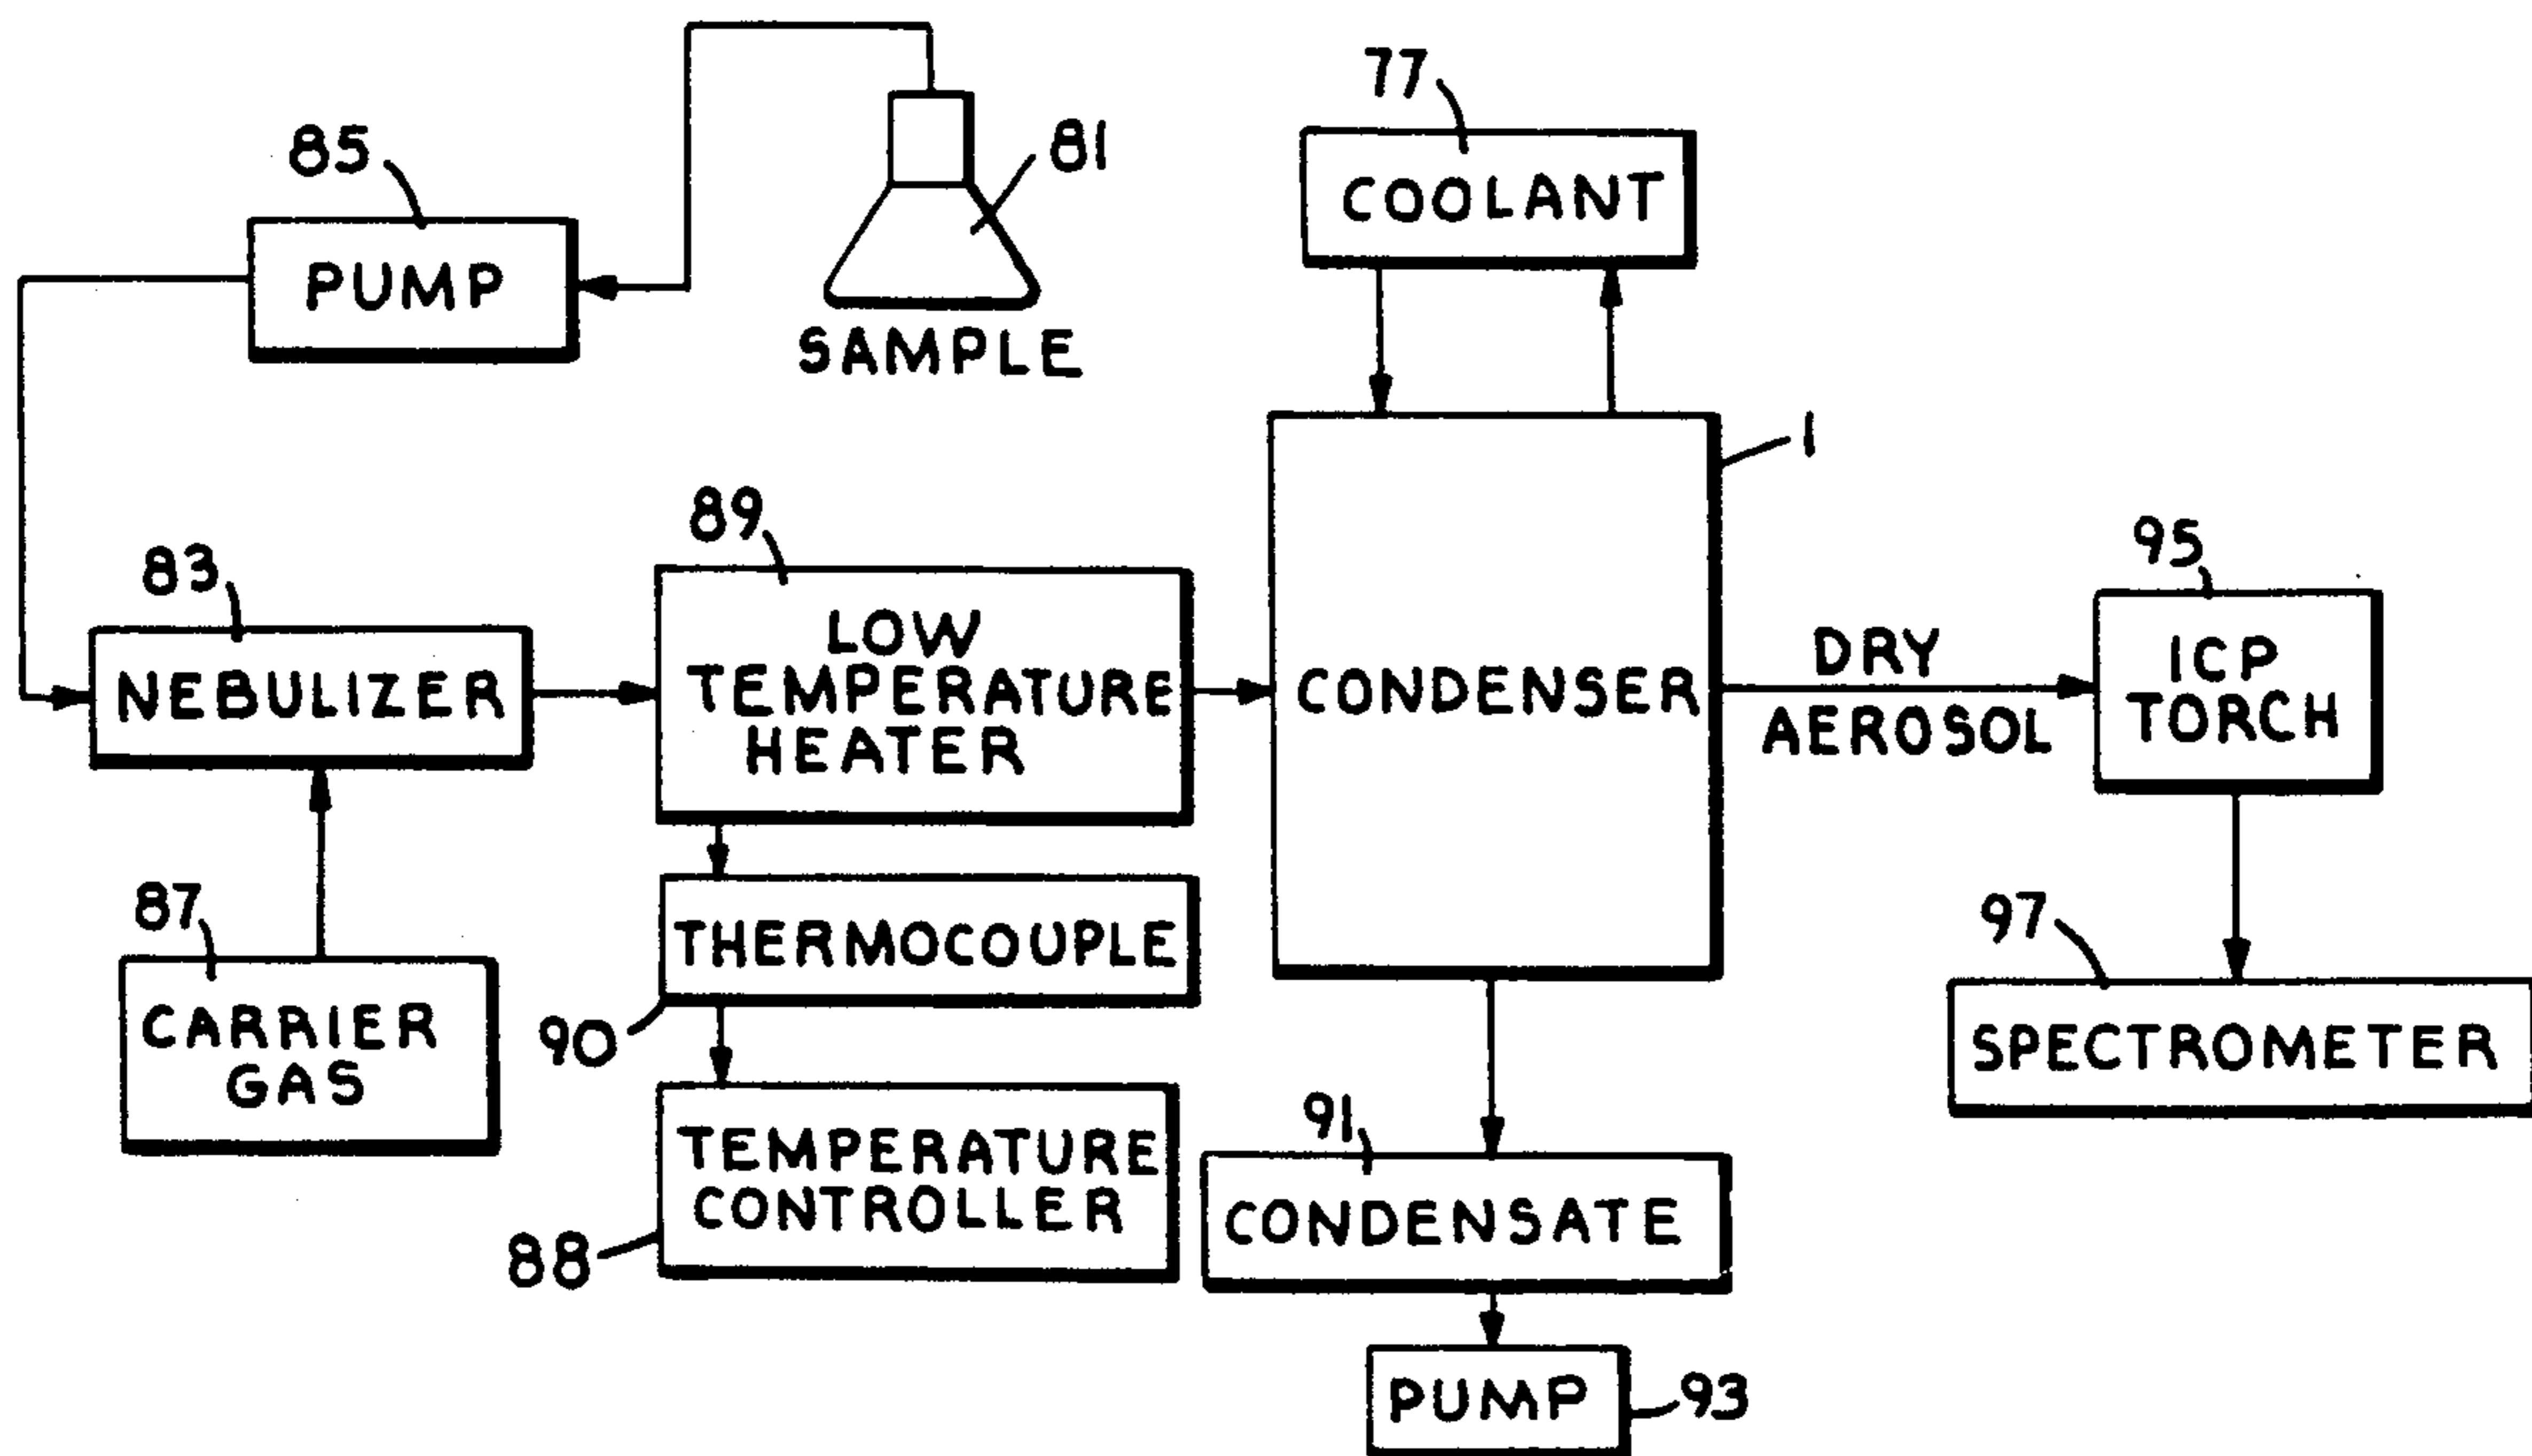 77
85
81
COOLANT
PUMP
SAMPLE
1
89
95
83
LOW
TEMPERATURE
HEATER
NEBULIZER
CONDENSER
DRY
AEROSOL
ICP
TORCH
87
CARRIER
GAS
THERMOCOUPLE
90
97
SPECTROMETER
TEMPERATURE
CONTROLLER
88
91
CONDENSATE
PUMP
93